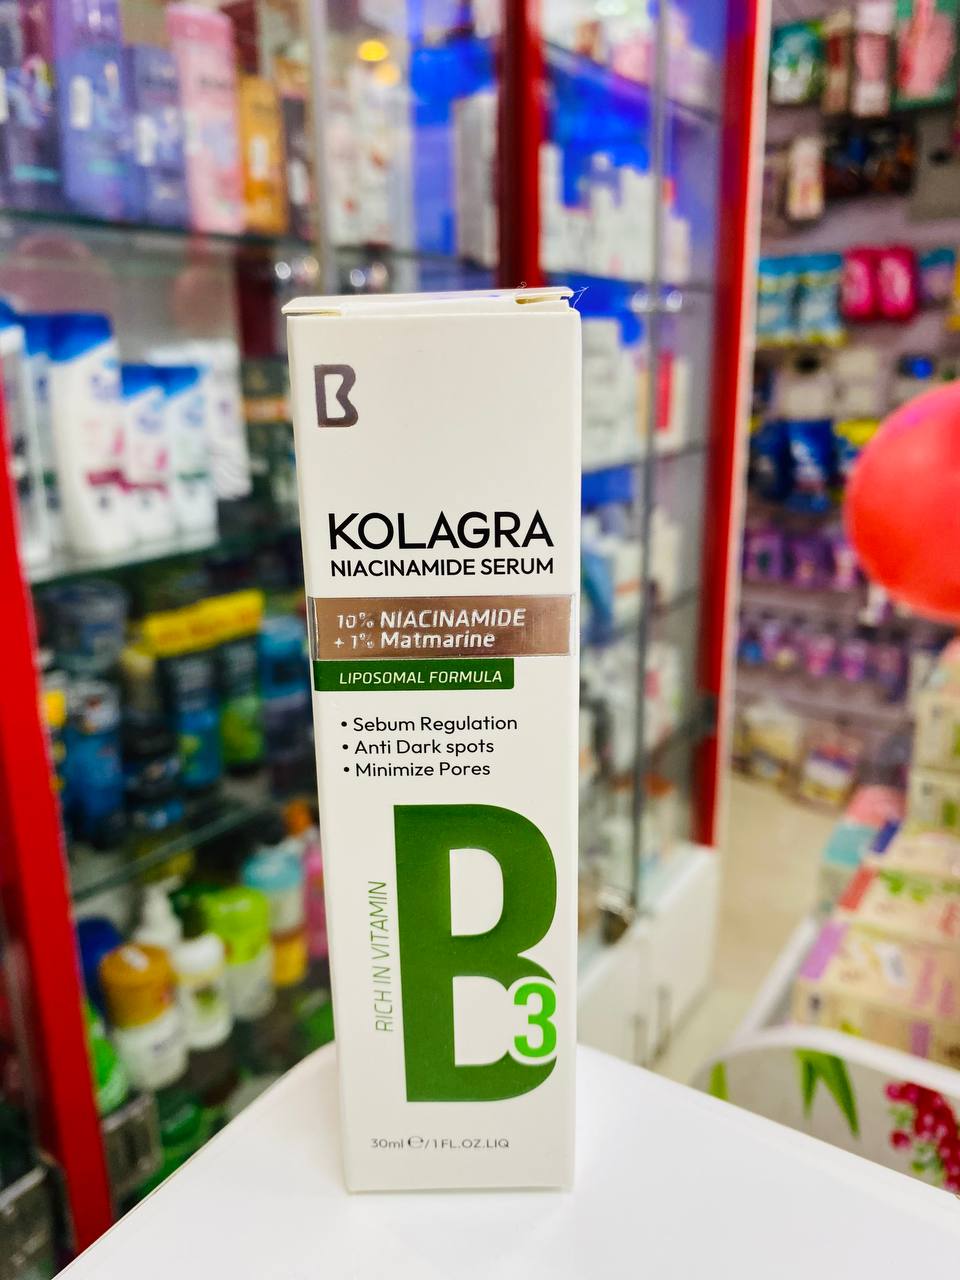 B
KOLAGRA
NIACINAMIDE SERUM
10% NIACINAMIDE
+ 1% Matmarine
LIPOSOMAL FORMULA
• Sebum Regulation
• Anti Dark spots
• Minimize Pores
RICH IN VITAMIN
B3
30ml ℮/1 FL.OZ.LIQ